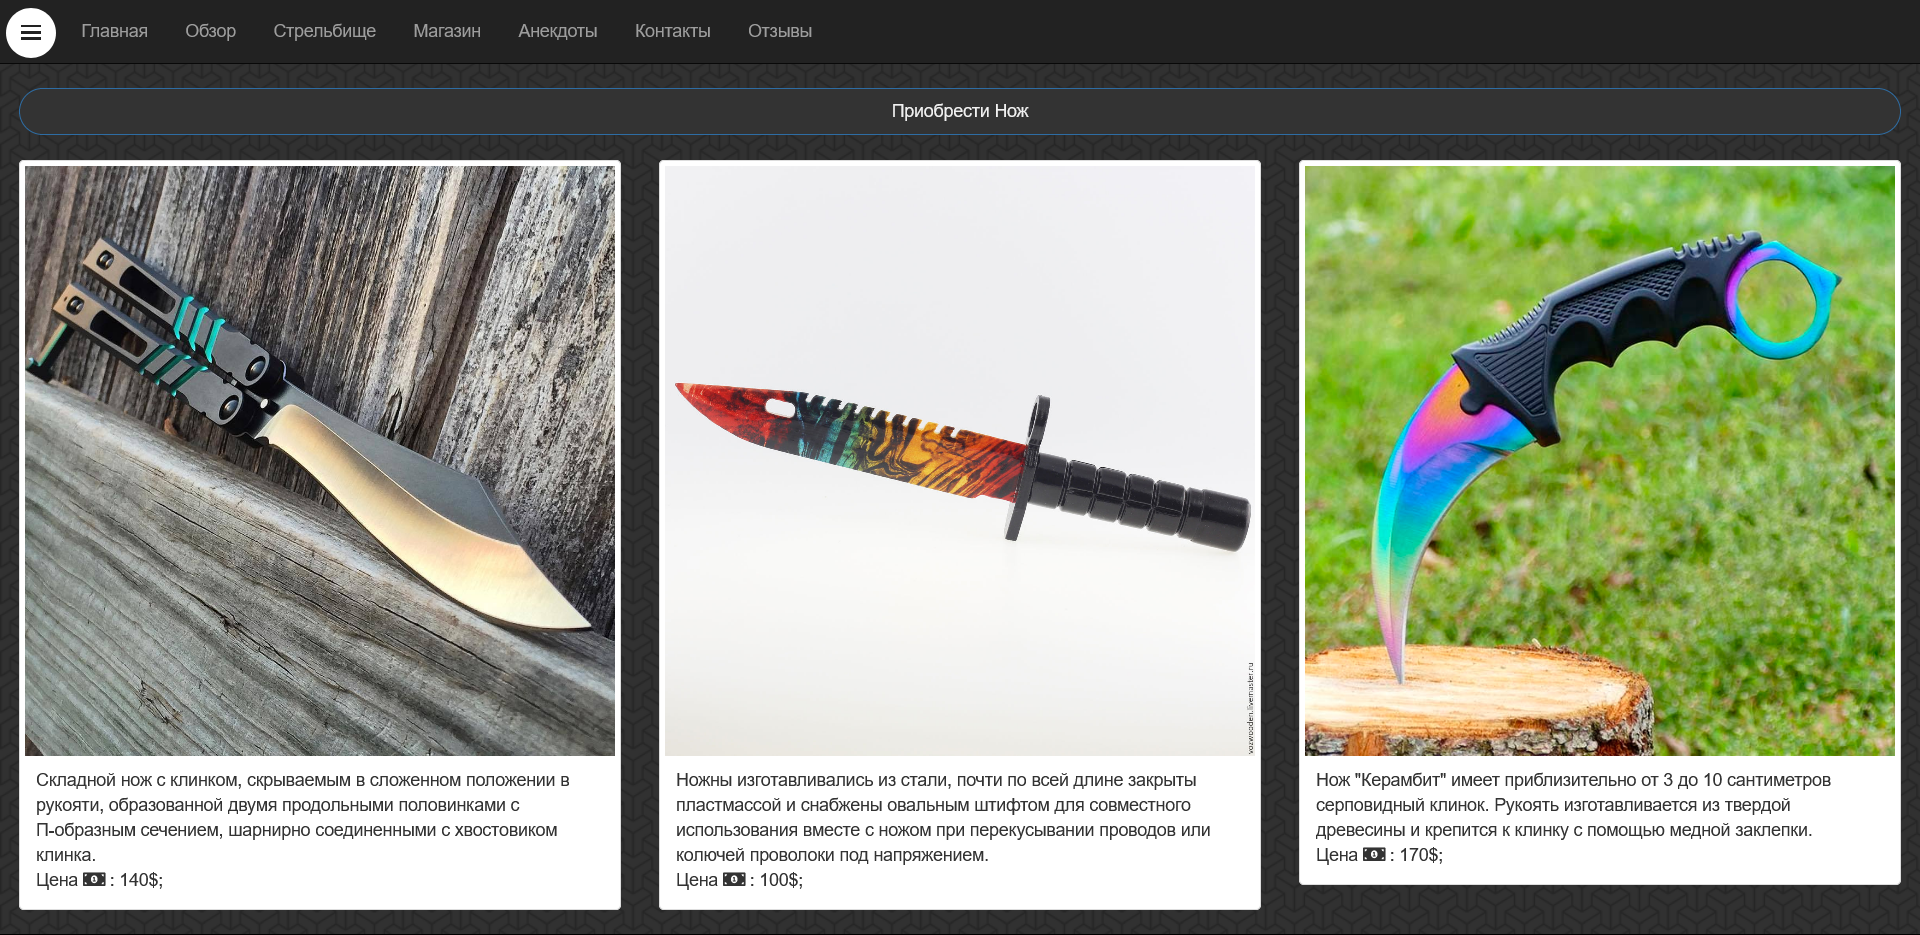 Главная Обзор Стрельбище Магазин Анекдоты Контакты Отзывы
Приобрести Нож
Складной нож с клинком, скрываемым в сложенном положении в
рукояти, образованной двумя продольными половинками с
П-образным сечением, шарнирно соединенными с хвостовиком
клинка.
Цена : 140$;
Ножны изготавливались из стали, почти по всей длине закрыты
пластмассой и снабжены овальным штифтом для совместного
использования вместе с ножом при перекусывании проводов или
колючей проволоки под напряжением.
Цена : 100$;
Нож "Керамбит" имеет приблизительно от 3 до 10 сантиметров
серповидный клинок. Рукоять изготавливается из твердой
древесины и крепится к клинку с помощью медной заклепки.
Цена : 170$;
vozwooden.livemaster.ru